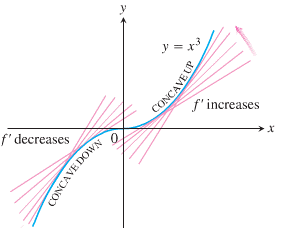 y
y = x³
CONCAVE UP
f′ increases
x
0
f′ decreases
CONCAVE DOWN